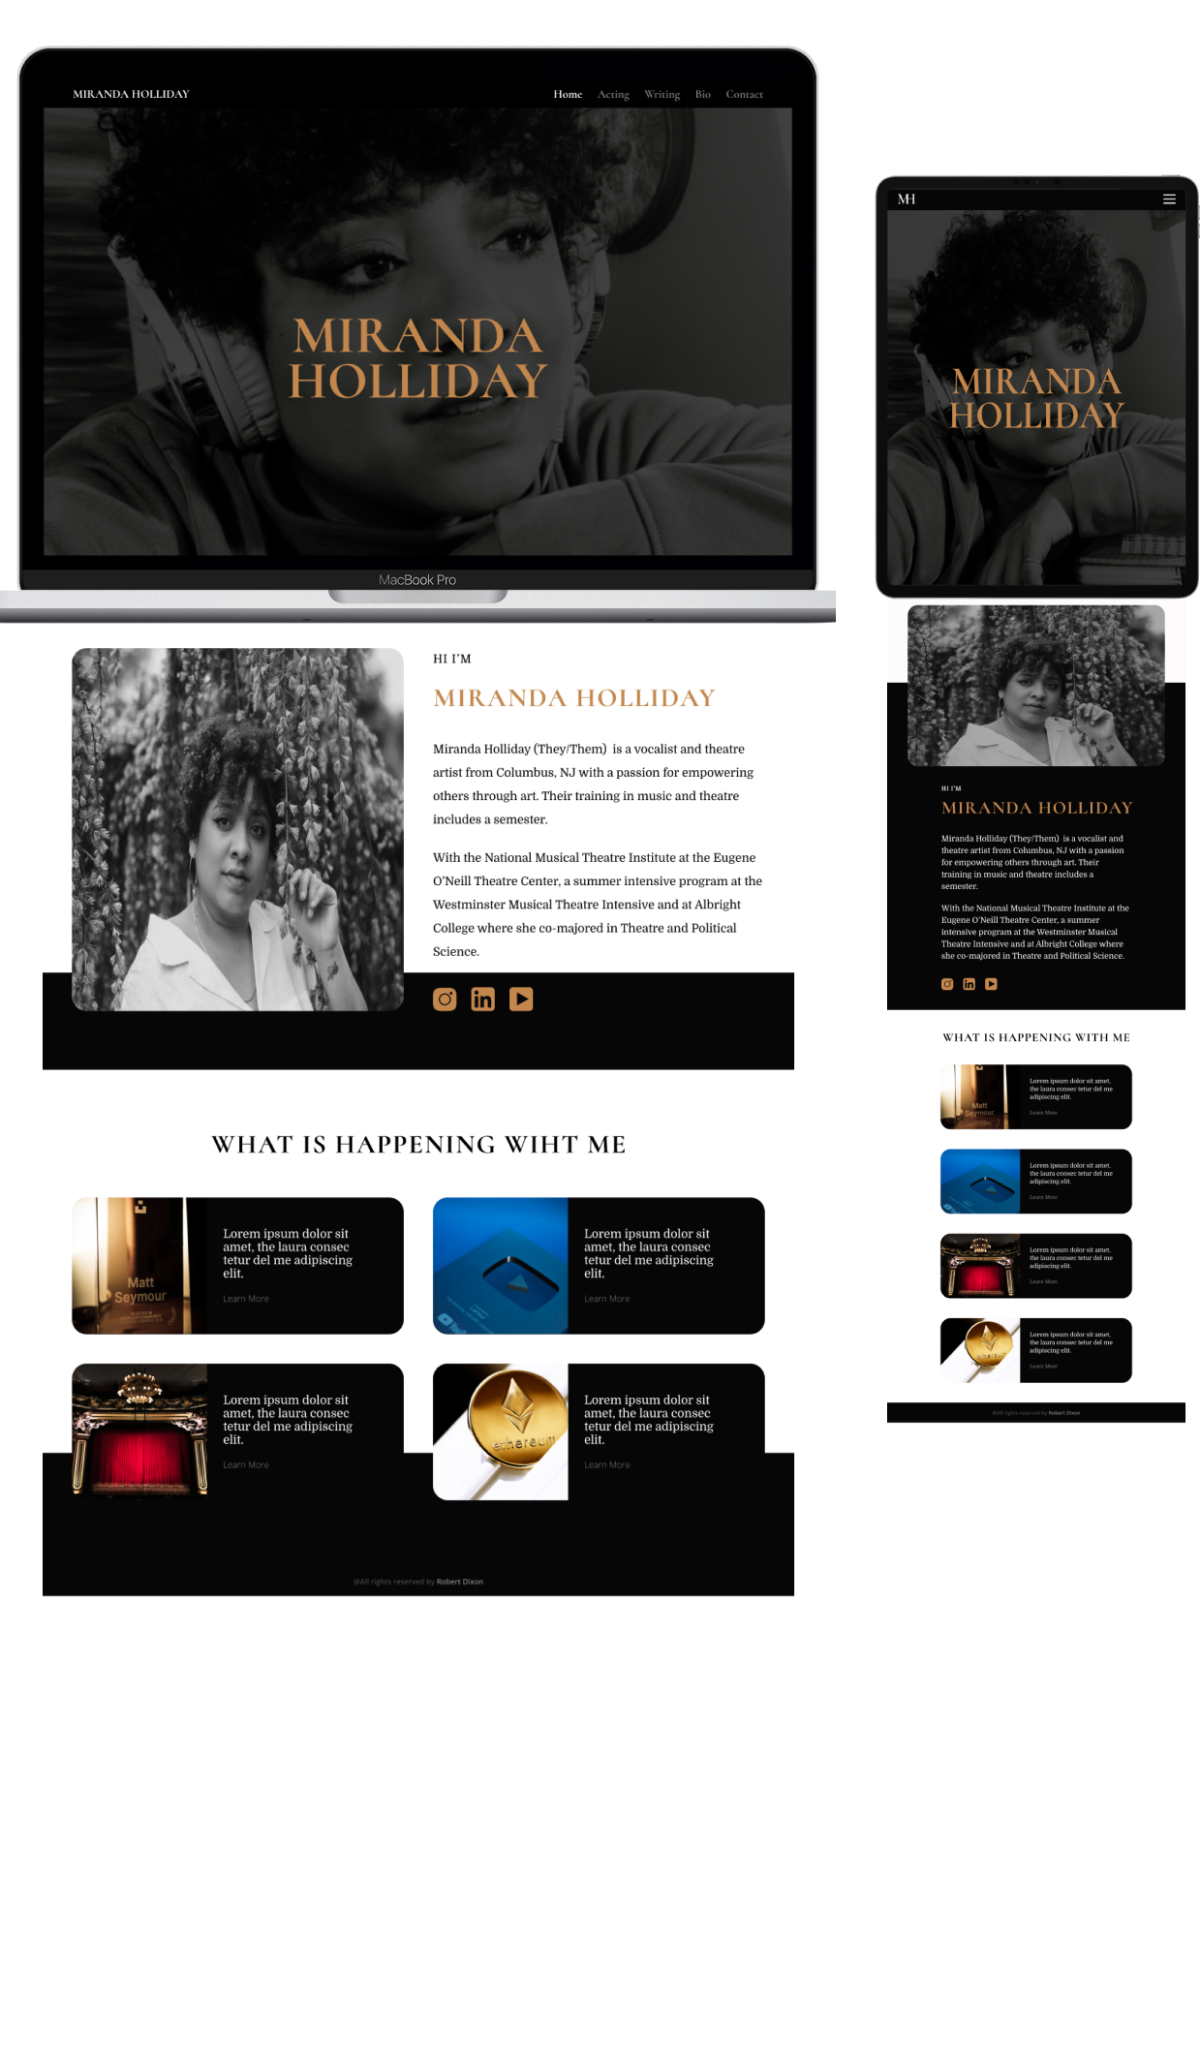 MIRANDA HOLLIDAY
Home Acting Writing Bio Contact
MIRANDA
HOLLIDAY
MacBook Pro
HI I'M
MIRANDA HOLLIDAY
Miranda Holliday (They/Them)  is a vocalist and theatre
artist from Columbus, NJ with a passion for empowering
others through art. Their training in music and theatre
includes a semester.
With the National Musical Theatre Institute at the Eugene
O'Neill Theatre Center, a summer intensive program at the
Westminster Musical Theatre Intensive and at Albright
College where she co-majored in Theatre and Political
Science.
in
WHAT IS HAPPENING WIHT ME
Matt
Seymour
Lorem ipsum dolor sit
amet, the laura consec
tetur del me adipiscing
elit.
Learn More
Lorem ipsum dolor sit
amet, the laura consec
tetur del me adipiscing
elit.
Learn More
Lorem ipsum dolor sit
amet, the laura consec
tetur del me adipiscing
elit.
Learn More
ethereum
Lorem ipsum dolor sit
amet, the laura consec
tetur del me adipiscing
elit.
Learn More
@All rights reserved by Robert Dixon
MH
MIRANDA
HOLLIDAY
HI I'M
MIRANDA HOLLIDAY
Miranda Holliday (They/Them)  is a vocalist and
theatre artist from Columbus, NJ with a passion
for empowering others through art. Their
training in music and theatre includes a
semester.
With the National Musical Theatre Institute at the
Eugene O'Neill Theatre Center, a summer
intensive program at the Westminster Musical
Theatre Intensive and at Albright College where
she co-majored in Theatre and Political Science.
in
WHAT IS HAPPENING WITH ME
Matt
Seymour
Lorem ipsum dolor sit amet,
the laura consec tetur del me
adipiscing elit.
Learn More
Lorem ipsum dolor sit amet,
the laura consec tetur del me
adipiscing elit.
Learn More
Lorem ipsum dolor sit amet,
the laura consec tetur del me
adipiscing elit.
Learn More
Lorem ipsum dolor sit amet,
the laura consec tetur del me
adipiscing elit.
Learn More
@All rights reserved by Robert Dixon